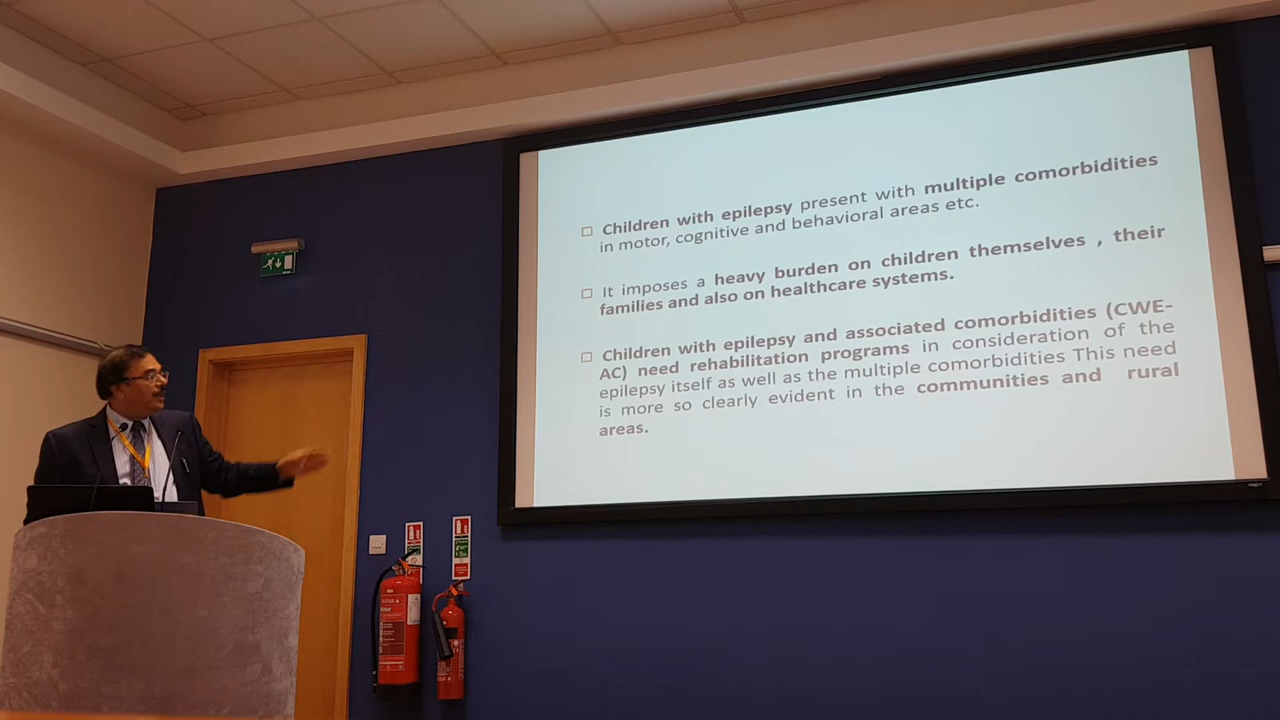 Children with epilepsy present with multiple comorbidities
in motor, cognitive and behavioral areas etc.
It imposes a heavy burden on children themselves , their
families and also on healthcare systems.
Children with epilepsy and associated comorbidities (CWE-
AC) need rehabilitation programs in consideration of the
epilepsy itself as well as the multiple comorbidities This need
is more so clearly evident in the communities and rural
areas.